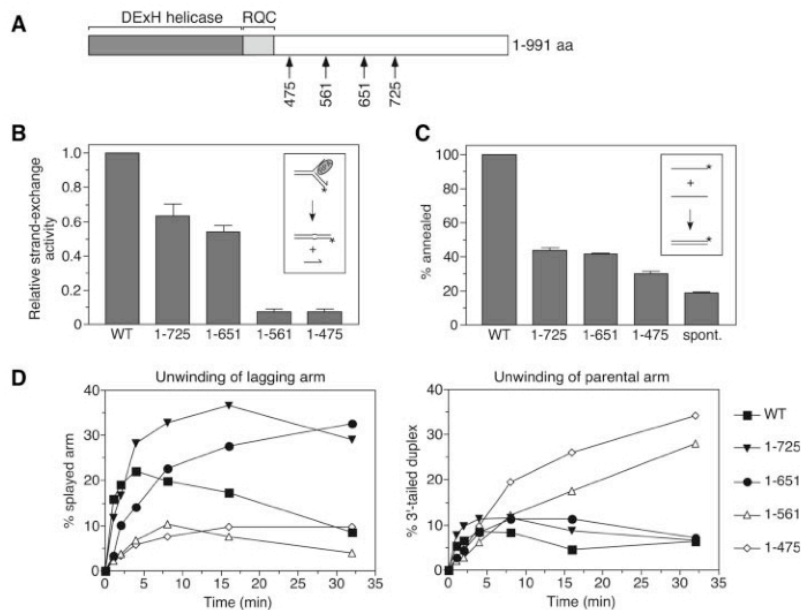 A
DExH helicase
RQC
1-991 aa
475
561
651
725
B
Relative strand-exchange
activity
1.0
0.8
0.6
0.4
0.2
0
WT
1-725
1-651
1-561
1-475
*
+
*
C
% annealed
100
80
60
40
20
0
WT
1-725
1-651
1-475
spont.
*
+
*
D
Unwinding of lagging arm
% splayed arm
40
30
20
10
0
0
5
10
15
20
25
30
35
Time (min)
Unwinding of parental arm
% 3'-tailed duplex
40
30
20
10
0
0
5
10
15
20
25
30
35
Time (min)
WT
1-725
1-651
1-561
1-475